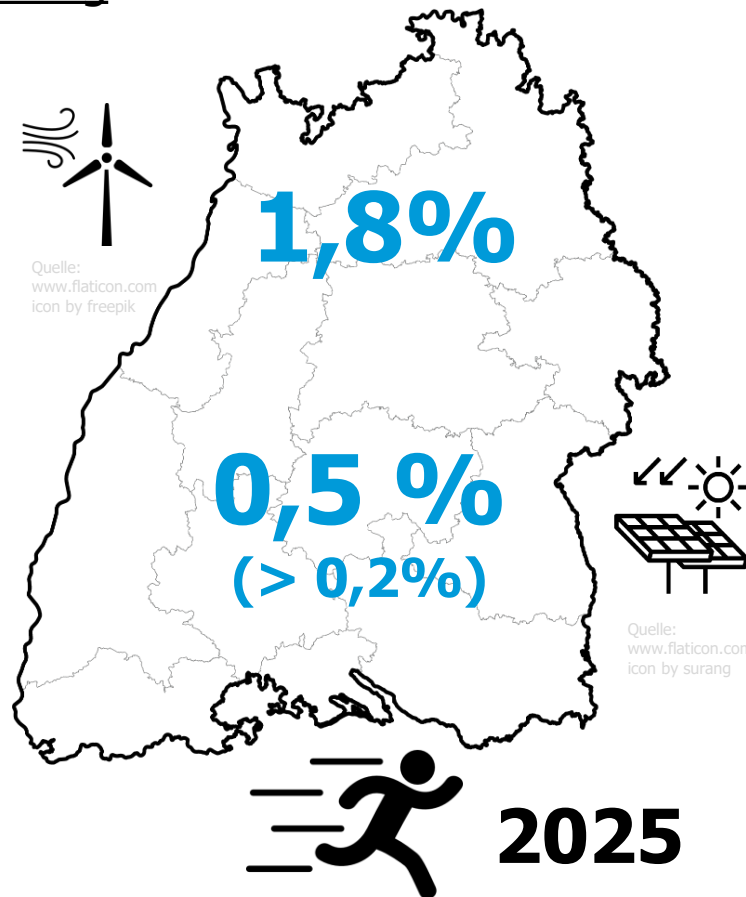 1,8%
Quelle:
www.flaticon.com
icon by freepik
0,5 %
(> 0,2%)
Quelle:
www.flaticon.com
icon by surang
2025